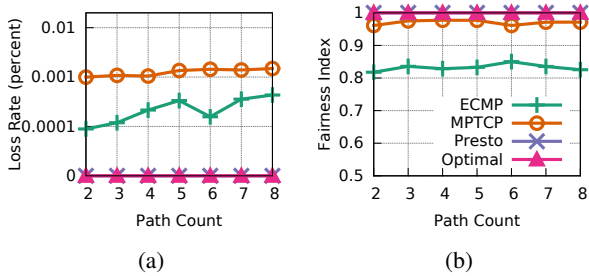 Loss Rate (percent)
0.01
0.001
0.0001
0
2 3 4 5 6 7 8
Path Count
(a)
Fairness Index
1
0.9
0.8
0.7
0.6
0.5
ECMP
MPTCP
Presto
Optimal
2 3 4 5 6 7 8
Path Count
(b)